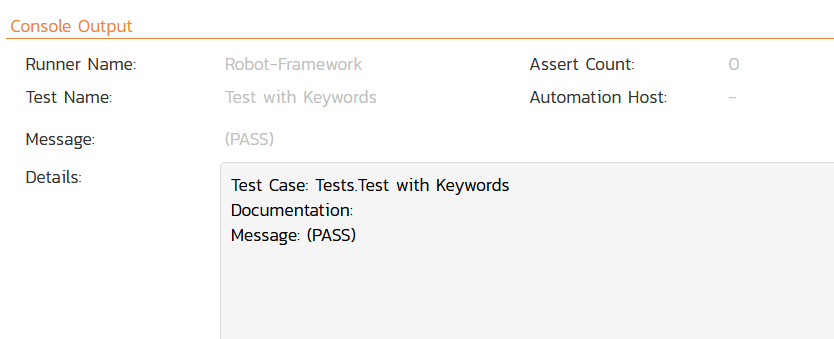 Console Output
Runner Name: Robot-Framework Assert Count: 0
Test Name: Test with Keywords Automation Host: -
Message: (PASS)
Details:
Test Case: Tests.Test with Keywords
Documentation:
Message: (PASS)